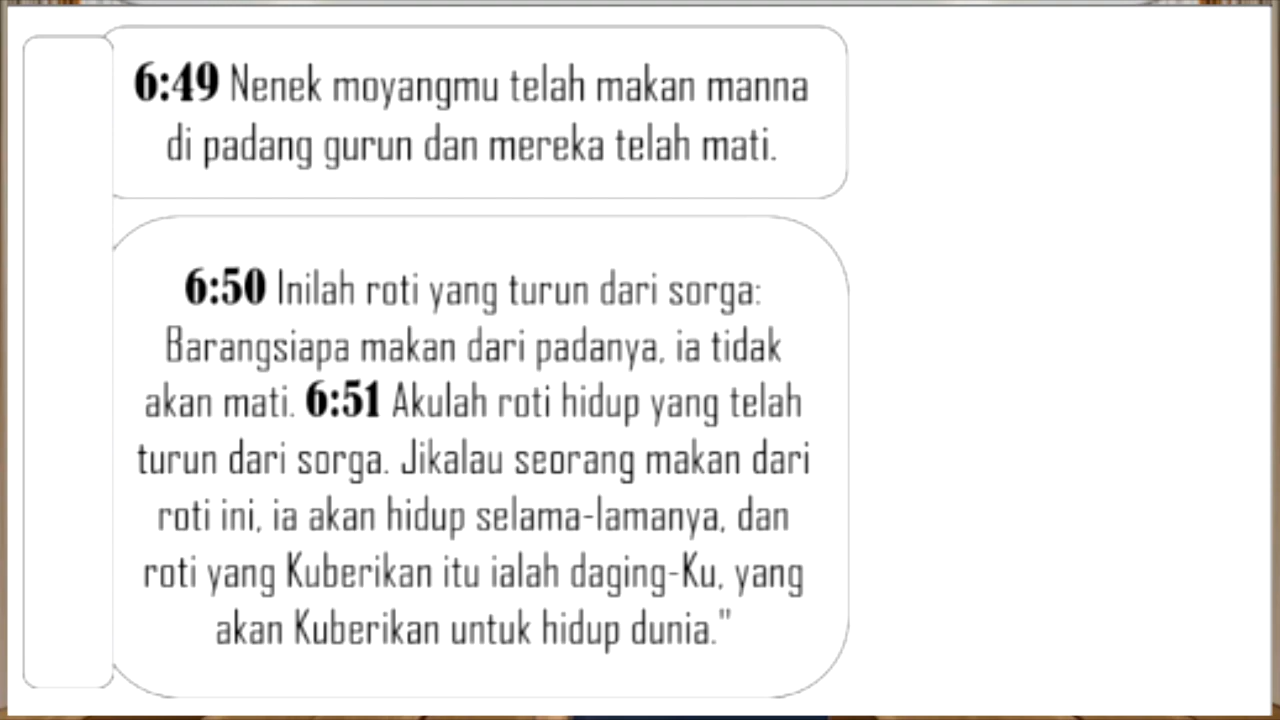 6:49 Nenek moyangmu telah makan manna
di padang gurun dan mereka telah mati.
6:50 Inilah roti yang turun dari sorga:
Barangsiapa makan dari padanya, ia tidak
akan mati. 6:51 Akulah roti hidup yang telah
turun dari sorga. Jikalau seorang makan dari
roti ini, ia akan hidup selama-lamanya, dan
roti yang Kuberikan itu ialah daging-Ku, yang
akan Kuberikan untuk hidup dunia."